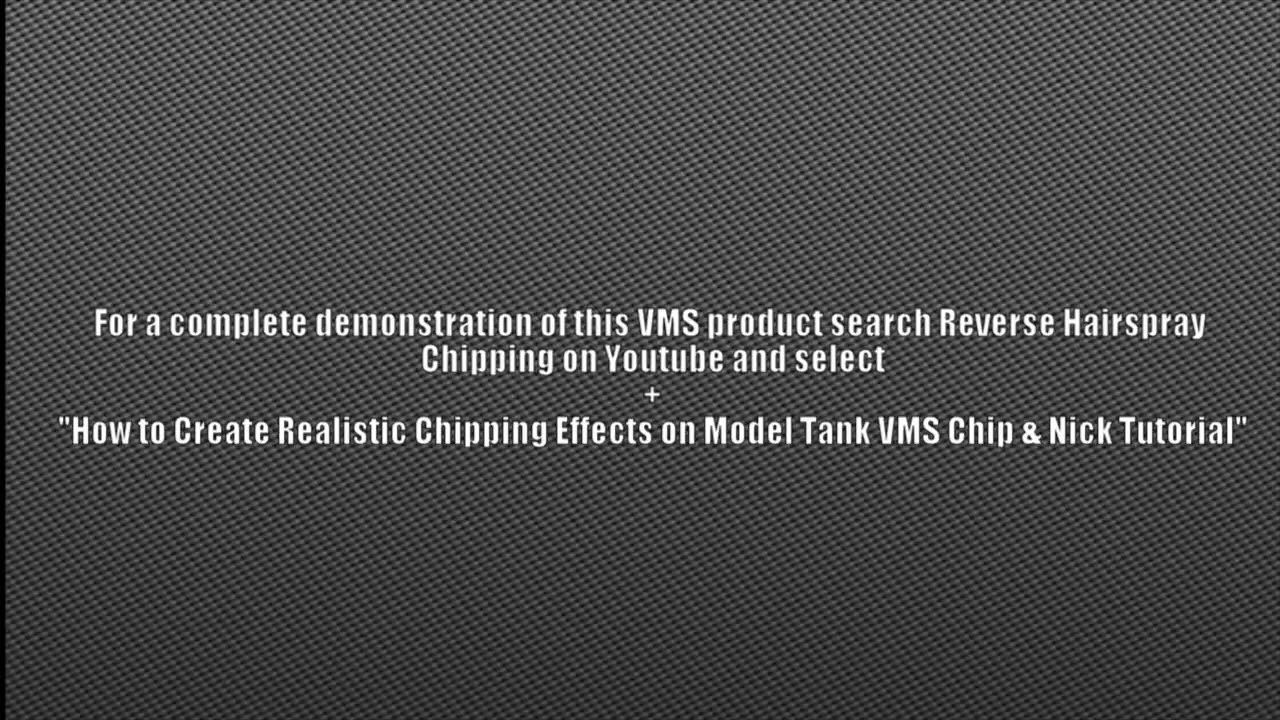 For a complete demonstration of this VMS product search Reverse Hairspray
Chipping on Youtube and select
+
"How to Create Realistic Chipping Effects on Model Tank VMS Chip & Nick Tutorial"